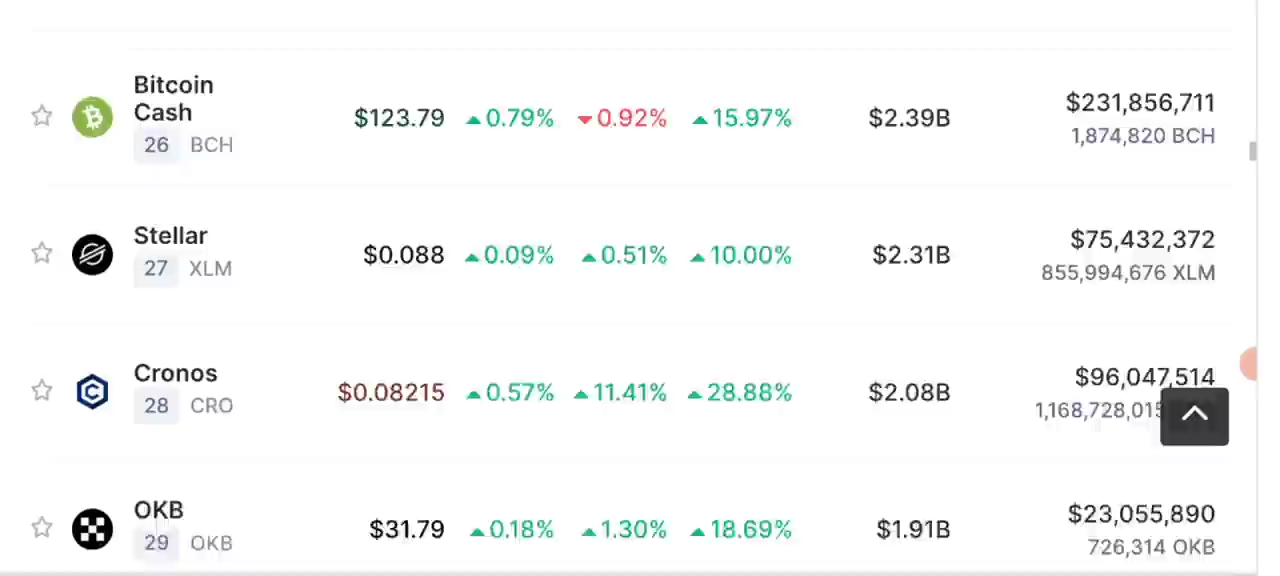 Bitcoin
Cash
26 BCH
$123.79 0.79% 0.92% 15.97% $2.39B $231,856,711
1,874,820 BCH
Stellar
27 XLM
$0.088 0.09% 0.51% 10.00% $2.31B $75,432,372
855,994,676 XLM
Cronos
28 CRO
$0.08215 0.57% 11.41% 28.88% $2.08B $96,047,514
1,168,728,015
OKB
29 OKB
$31.79 0.18% 1.30% 18.69% $1.91B $23,055,890
726,314 OKB